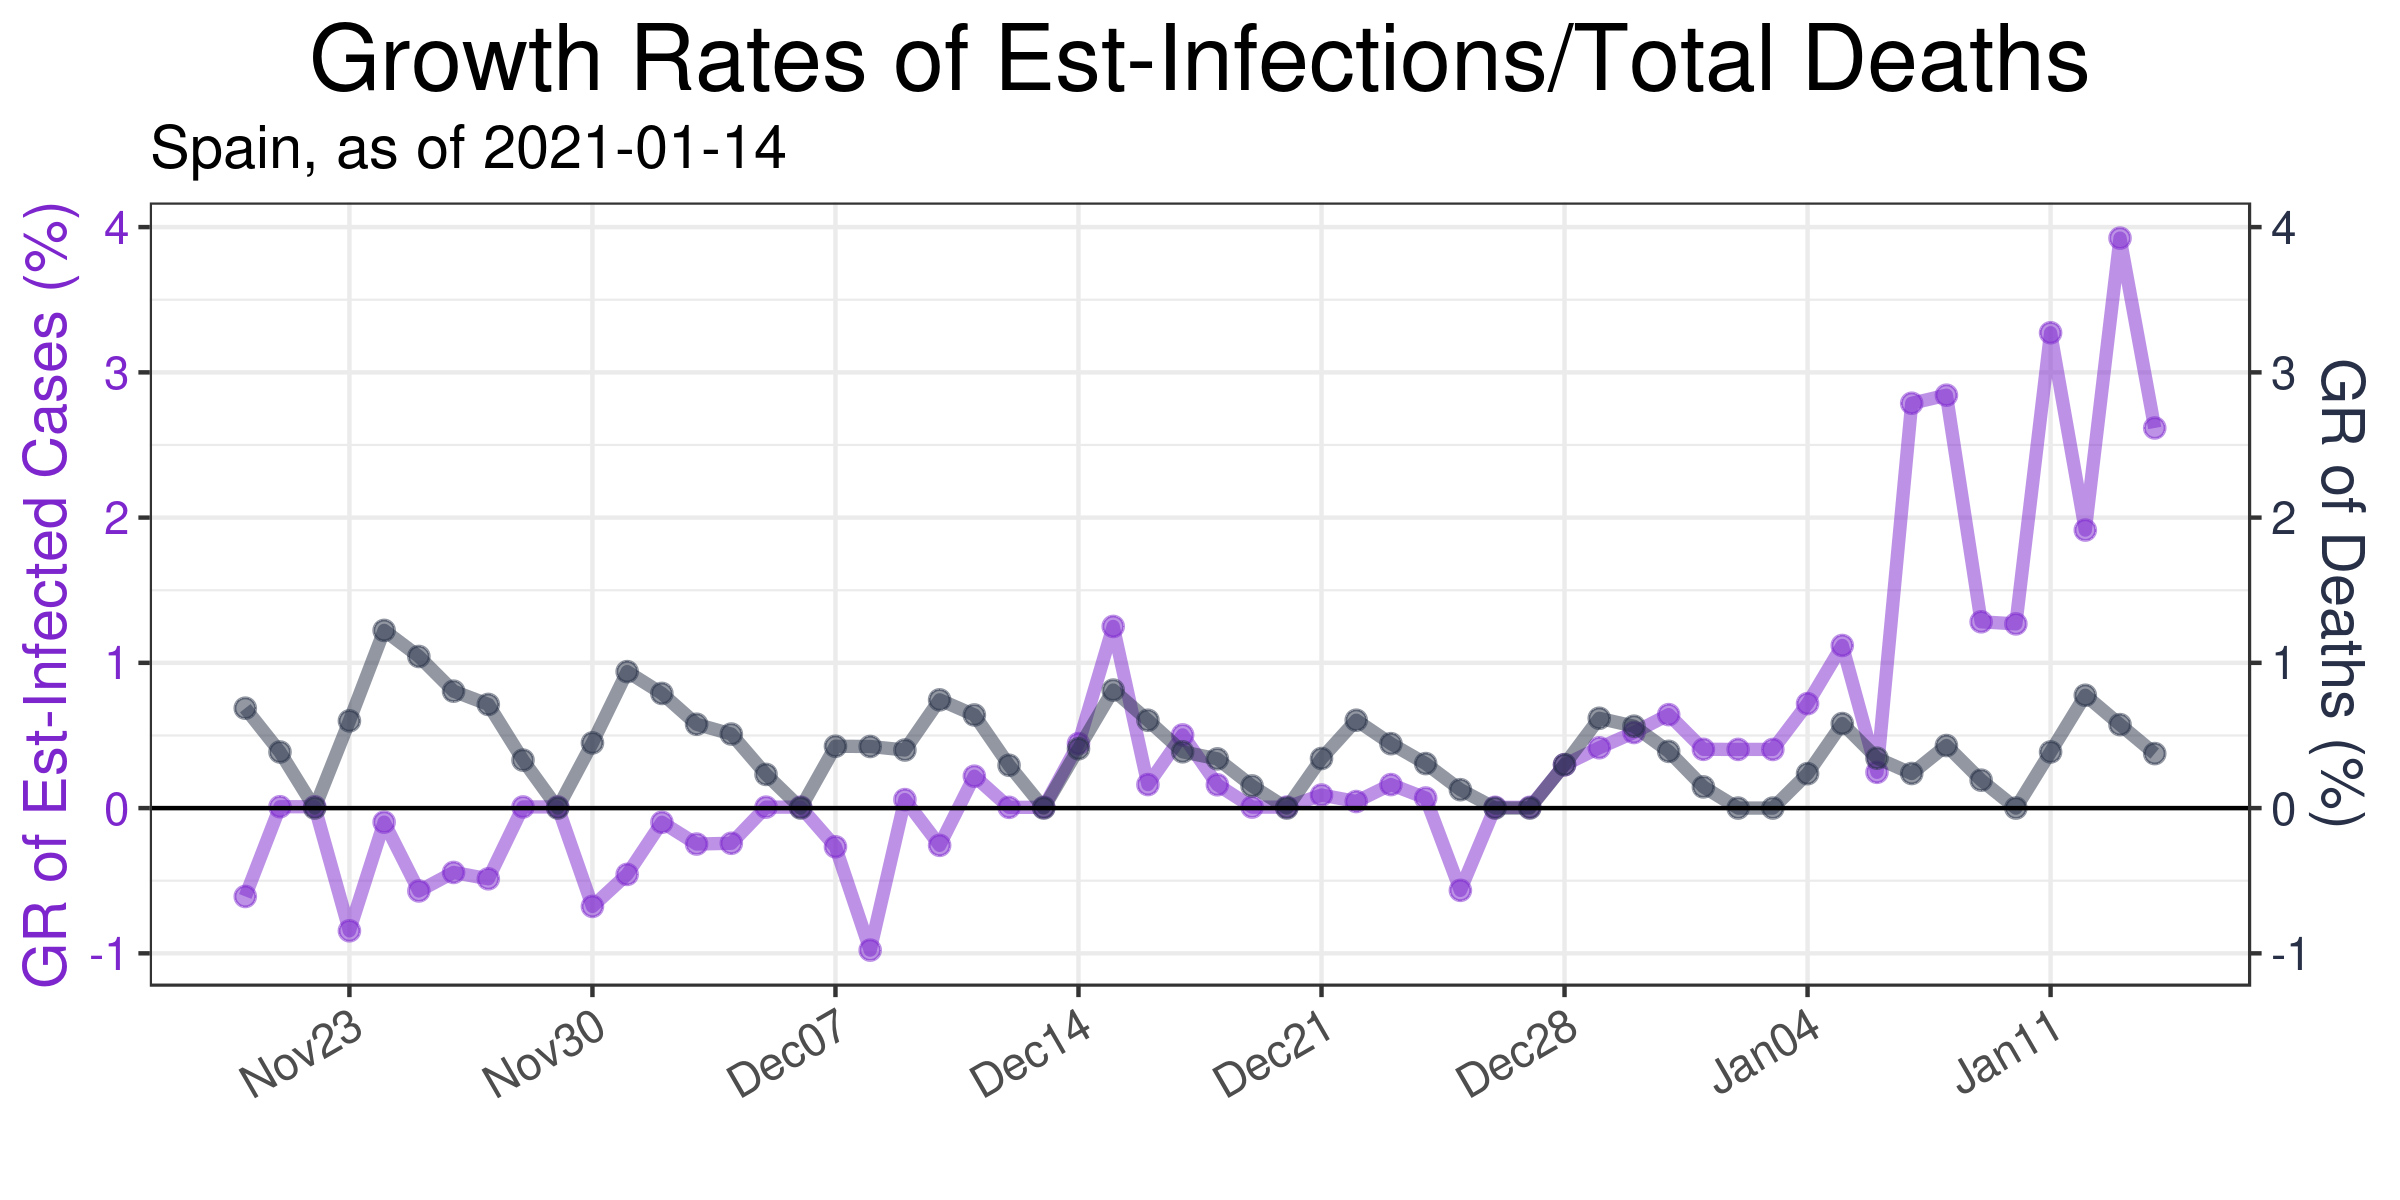 Growth Rates of Est-Infections/Total Deaths
Spain, as of 2021-01-14
GR of Est-Infected Cases (%)
4
3
2
1
0
-1
4
3
2
1
0
-1
GR of Deaths (%)
Nov23
Nov30
Dec07
Dec14
Dec21
Dec28
Jan04
Jan11